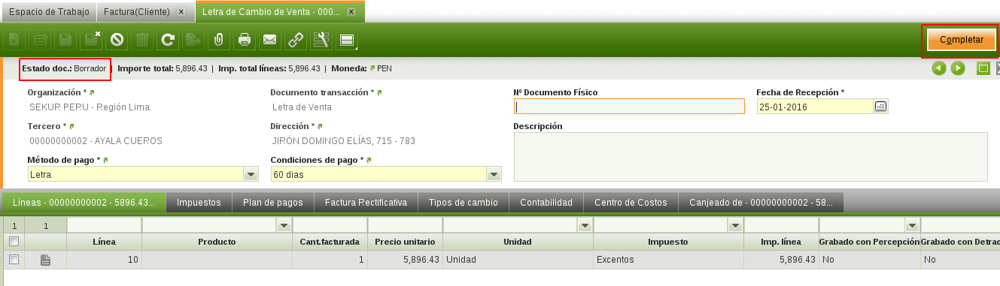 Espacio de Trabajo Factura(Cliente) Letra de Cambio de Venta - 000...
Completar
Estado doc.: Borrador | Importe total: 5,896.43 | Imp. total líneas: 5,896.43 | Moneda: PEN
Organización * Documento transacción * Nº Documento Físico Fecha de Recepción *
SEKUR PERU - Región Lima Letra de Venta 25-01-2016
Tercero * Dirección * Descripción
00000000002 - AYALA CUEROS JIRÓN DOMINGO ELÍAS, 715 - 783
Método de pago * Condiciones de pago *
Letra 60 dias
Líneas - 00000000002 - 5896.43... Impuestos Plan de pagos Factura Rectificativa Tipos de cambio Contabilidad Centro de Costos Canjeado de - 00000000002 - 58...
1 1
Línea Producto Cant.facturada Precio unitario Unidad Impuesto Imp. línea Grabado con Percepción Grabado con Detrac
10 1 5,896.43 Unidad Excentos 5,896.43 No No